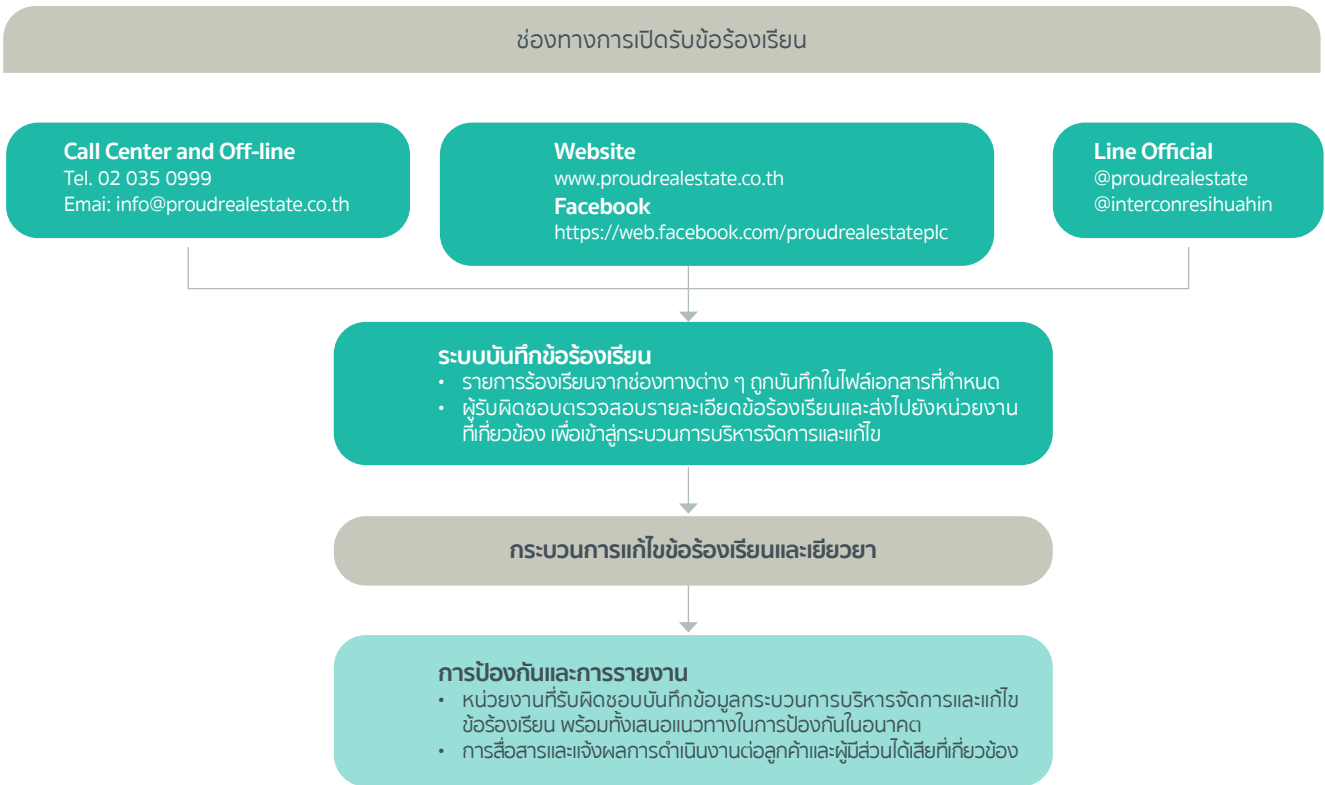 ช่องทางการเปิดรับข้อร้องเรียน
Call Center and Off-line
Tel. 02 035 0999
Emai: info@proudrealestate.co.th
Website
www.proudrealestate.co.th
Facebook
https://web.facebook.com/proudrealestateplc
Line Official
@proudrealestate
@interconresihuahin
ระบบบันทึกข้อร้องเรียน
• รายการร้องเรียนจากช่องทางต่าง ๆ ถูกบันทึกในไฟล์เอกสารที่กำหนด
• ผู้รับผิดชอบตรวจสอบรายละเอียดข้อร้องเรียนและส่งไปยังหน่วยงาน
ที่เกี่ยวข้อง เพื่อเข้าสู่กระบวนการบริหารจัดการและแก้ไข
กระบวนการแก้ไขข้อร้องเรียนและเยียวยา
การป้องกันและการรายงาน
• หน่วยงานที่รับผิดชอบบันทึกข้อมูลกระบวนการบริหารจัดการและแก้ไข
ข้อร้องเรียน พร้อมทั้งเสนอแนวทางในการป้องกันในอนาคต
• การสื่อสารและแจ้งผลการดำเนินงานต่อลูกค้าและผู้มีส่วนได้เสียที่เกี่ยวข้อง